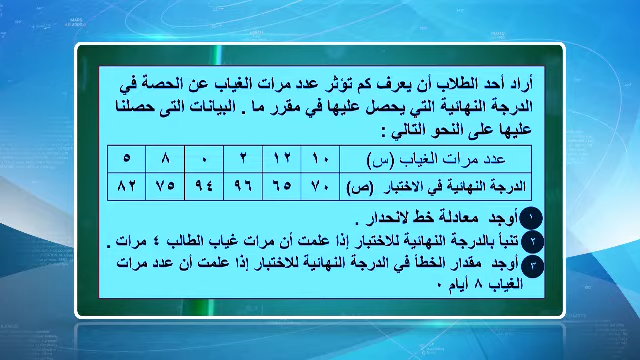 أراد أحد الطلاب أن يعرف كم تؤثر عدد مرات الغياب عن الحصة في
الدرجة النهائية التي يحصل عليها في مقرر ما . البيانات التى حصلنا
عليها على النحو التالي :
عدد مرات الغياب (س) ١٠ ١٢ ٢ ٠ ٨ ٥
الدرجة النهائية في الاختبار (ص) ٧٠ ٦٥ ٩٦ ٩٤ ٧٥ ٨٢
١ أوجد معادلة خط لانحدار .
٢ تنبأ بالدرجة النهائية للاختبار إذا علمت أن مرات غياب الطالب ٤ مرات .
٣ أوجد مقدار الخطأ في الدرجة النهائية للاختبار إذا علمت أن عدد مرات
الغياب ٨ أيام ٠